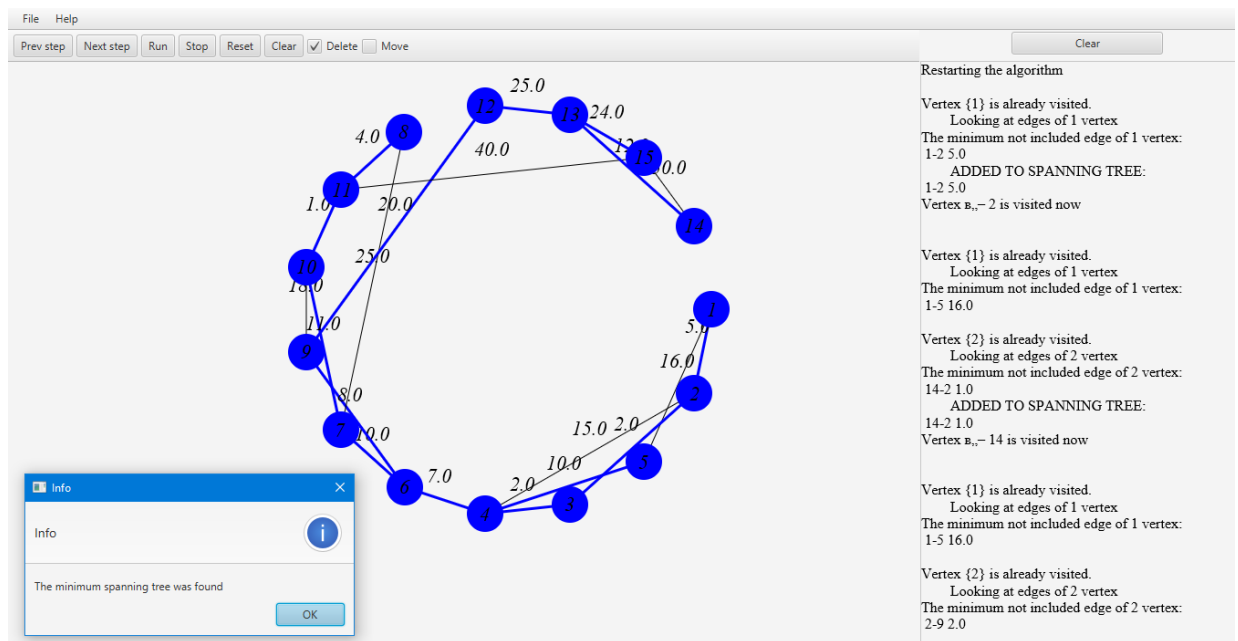 File Help
Prev step Next step Run Stop Reset Clear Delete Move
Clear
25.0
12
13
24.0
4.0
8
40.0
15
11
1.0
20.0
14
10
25.0
18.0
1
11.0
9
16.0
2
8.0
7
10.0
15.0
2.0
5
10.0
7.0
6
2.0
3
4
Info
Info
The minimum spanning tree was found
OK
Restarting the algorithm
Vertex {1} is already visited.
Looking at edges of 1 vertex
The minimum not included edge of 1 vertex:
1-2 5.0
ADDED TO SPANNING TREE:
1-2 5.0
Vertex в„– 2 is visited now
Vertex {1} is already visited.
Looking at edges of 1 vertex
The minimum not included edge of 1 vertex:
1-5 16.0
Vertex {2} is already visited.
Looking at edges of 2 vertex
The minimum not included edge of 2 vertex:
14-2 1.0
ADDED TO SPANNING TREE:
14-2 1.0
Vertex в„– 14 is visited now
Vertex {1} is already visited.
Looking at edges of 1 vertex
The minimum not included edge of 1 vertex:
1-5 16.0
Vertex {2} is already visited.
Looking at edges of 2 vertex
The minimum not included edge of 2 vertex:
2-9 2.0